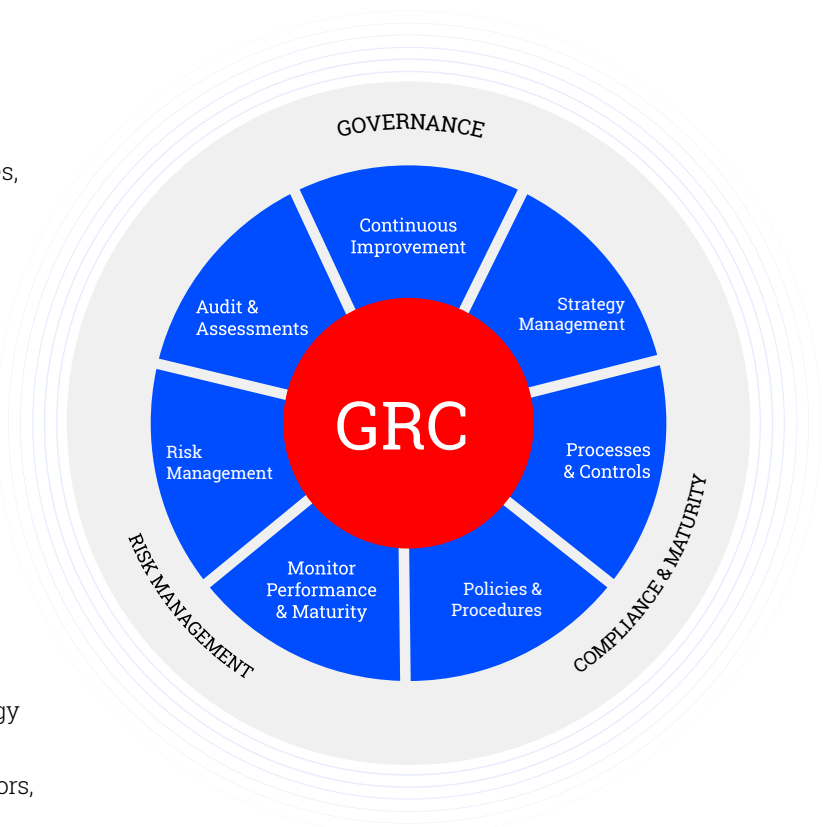 GOVERNANCE
Continuous
Improvement
Strategy
Management
Processes
& Controls
Policies &
Procedures
Monitor
Performance
& Maturity
Risk
Management
Audit &
Assessments
GRC
COMPLIANCE & MATURITY
RISK MANAGEMENT